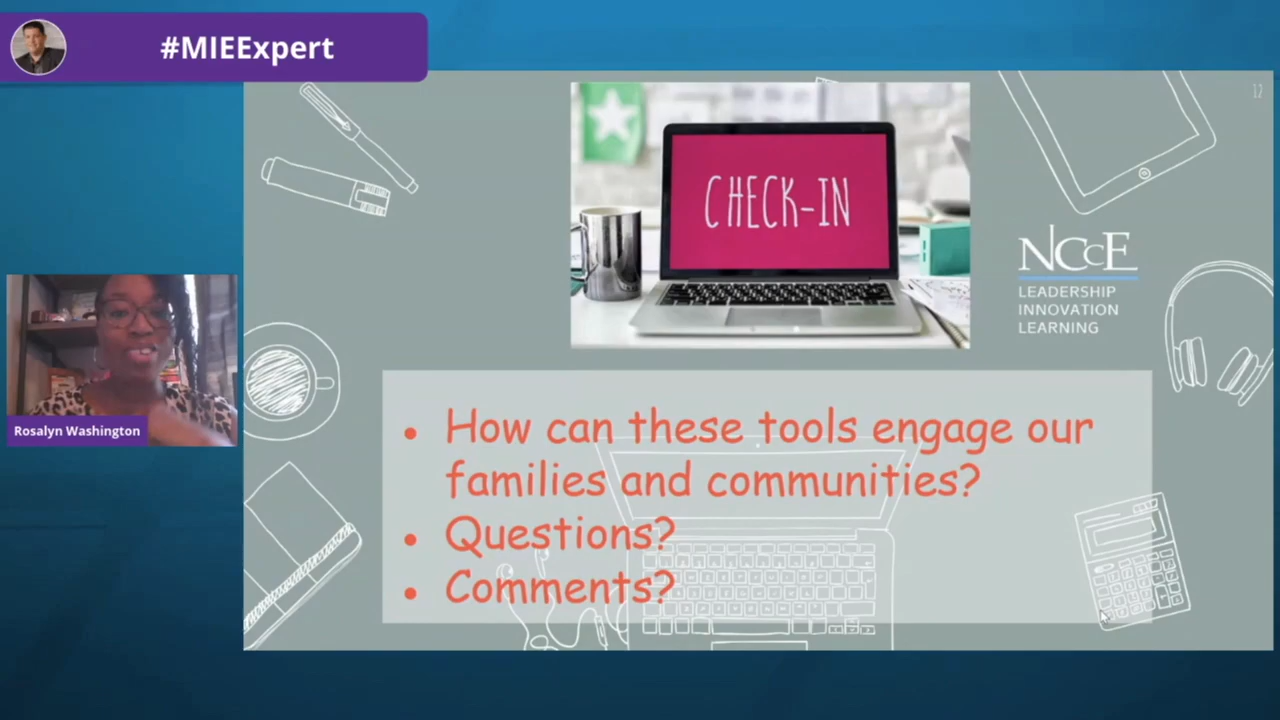 #MIEExpert
12
CHECK-IN
NCCE
LEADERSHIP
INNOVATION
LEARNING
Rosalyn Washington
• How can these tools engage our
families and communities?
• Questions?
• Comments?